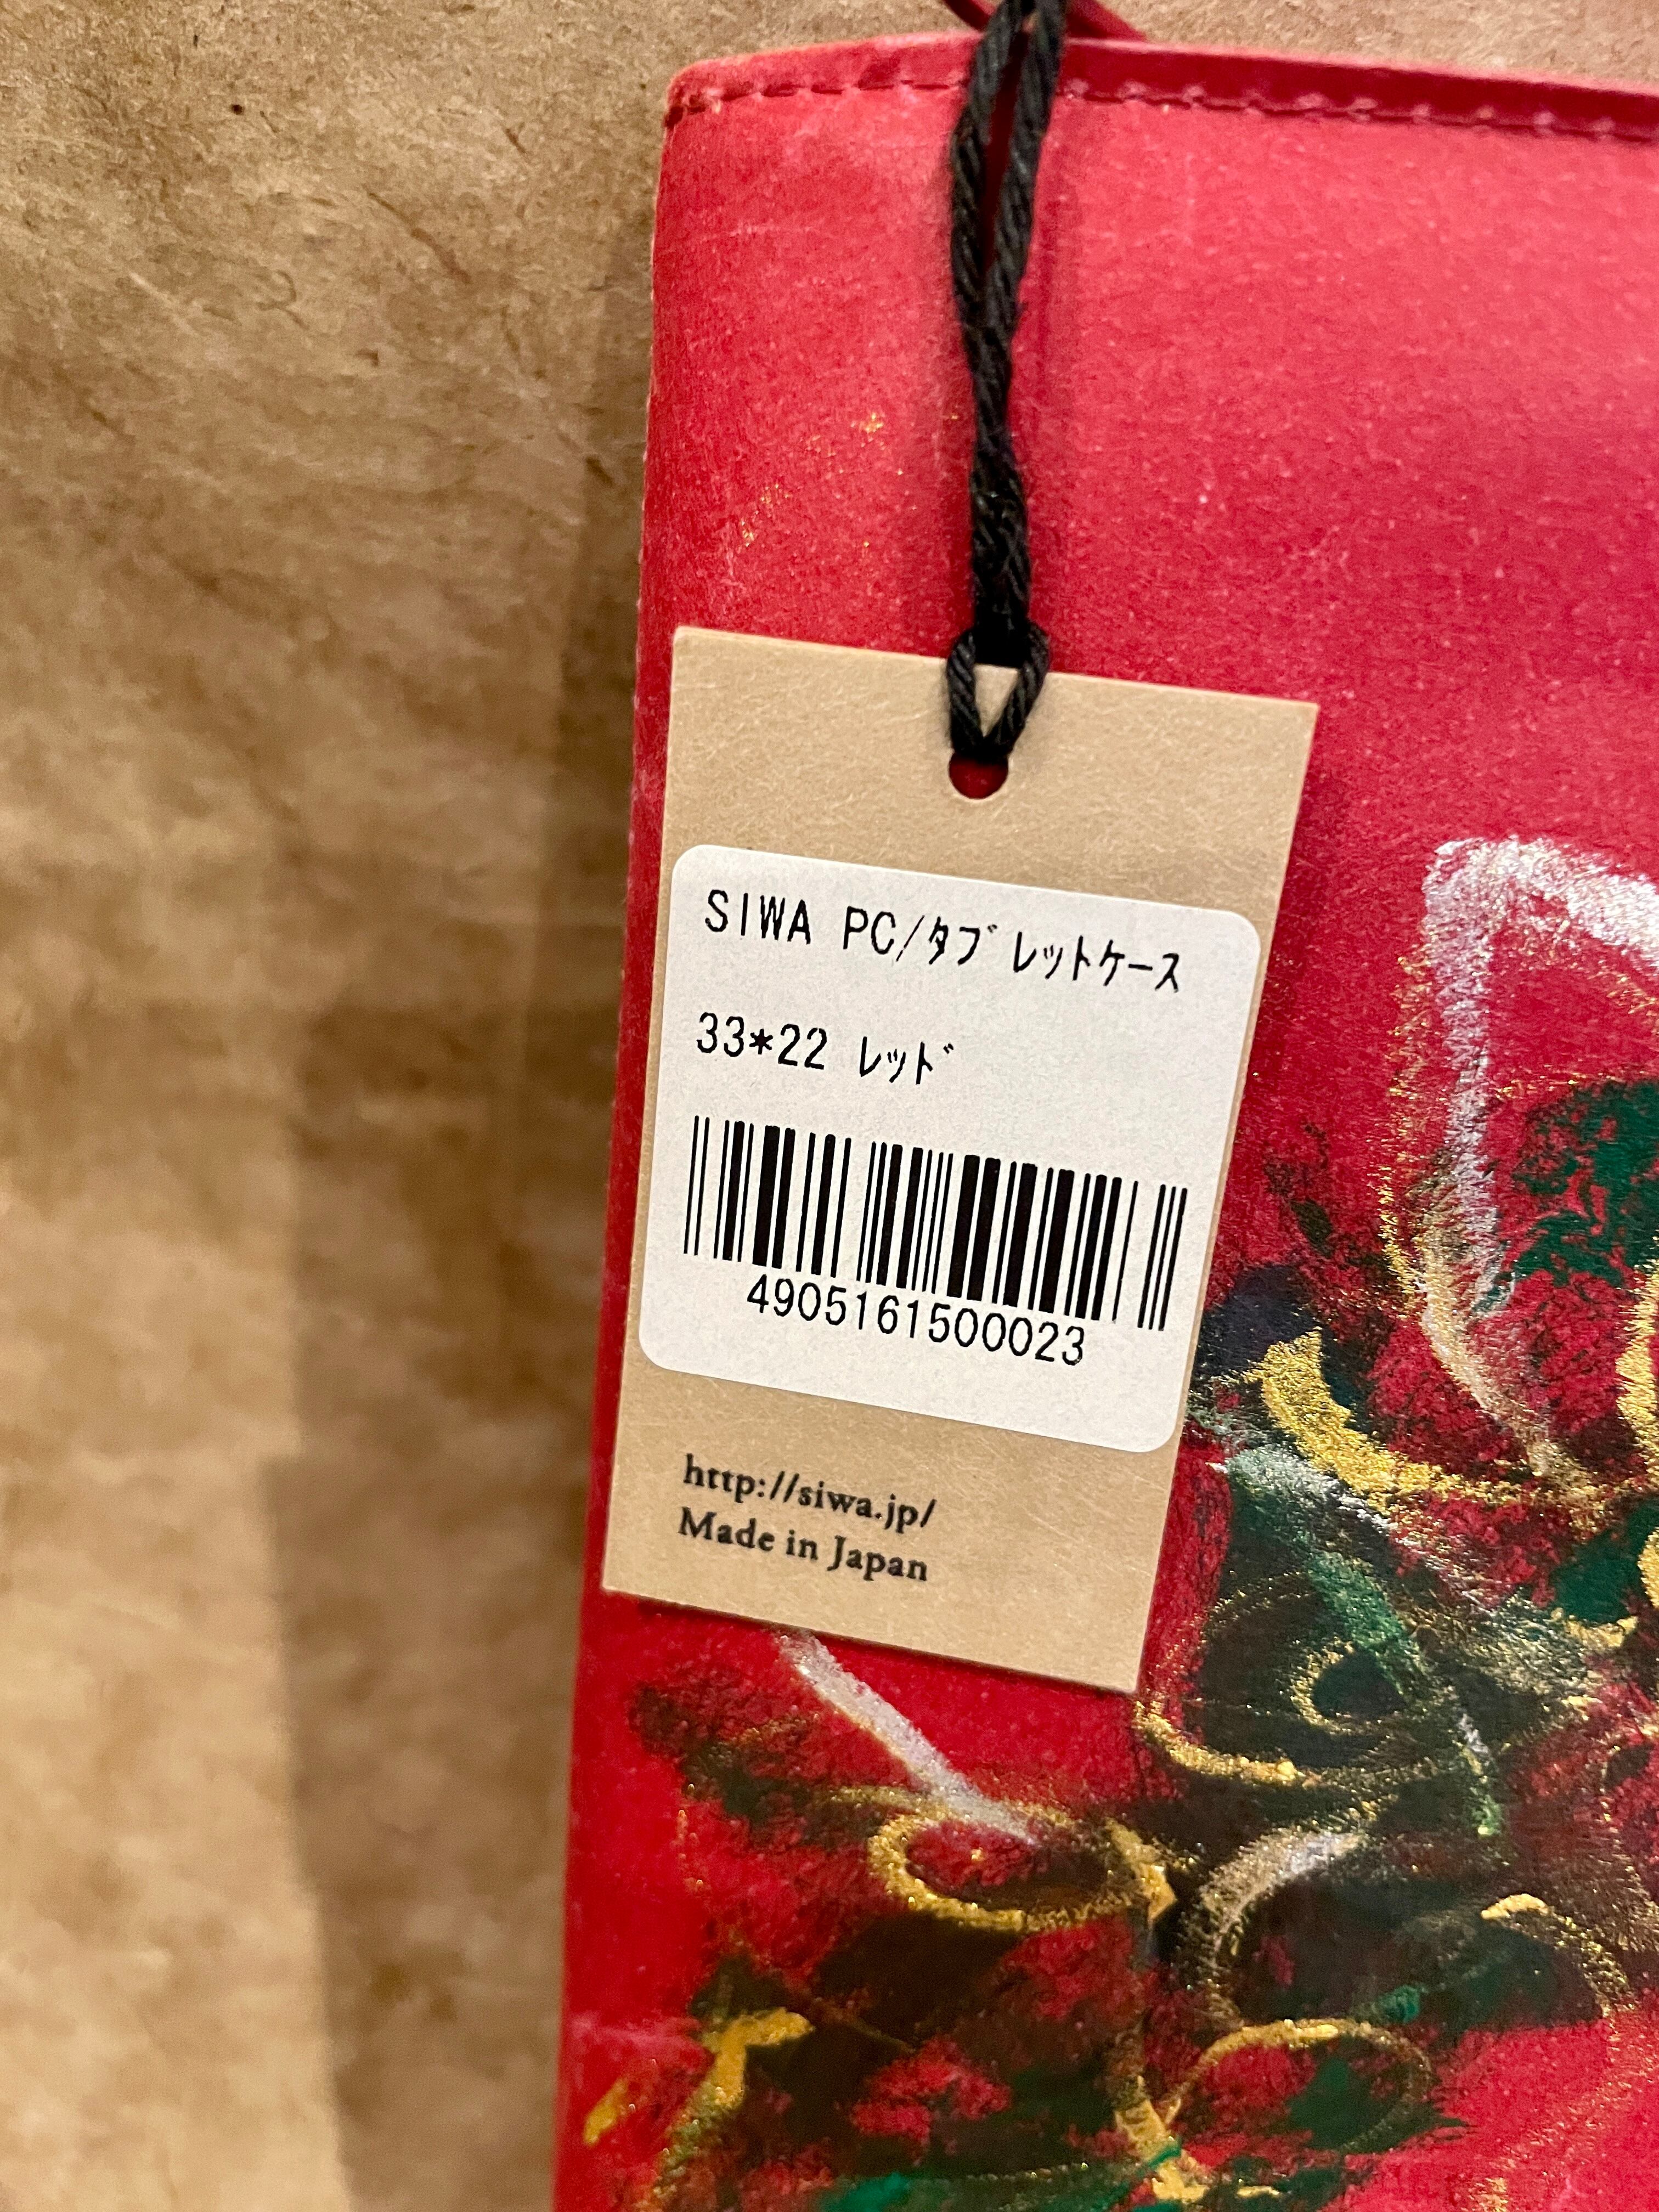 SIWA PC/ﾀﾌﾞﾚｯﾄｹｰｽ
33*22 ﾚｯﾄﾞ
4905161500023
http://siwa.jp/
Made in Japan